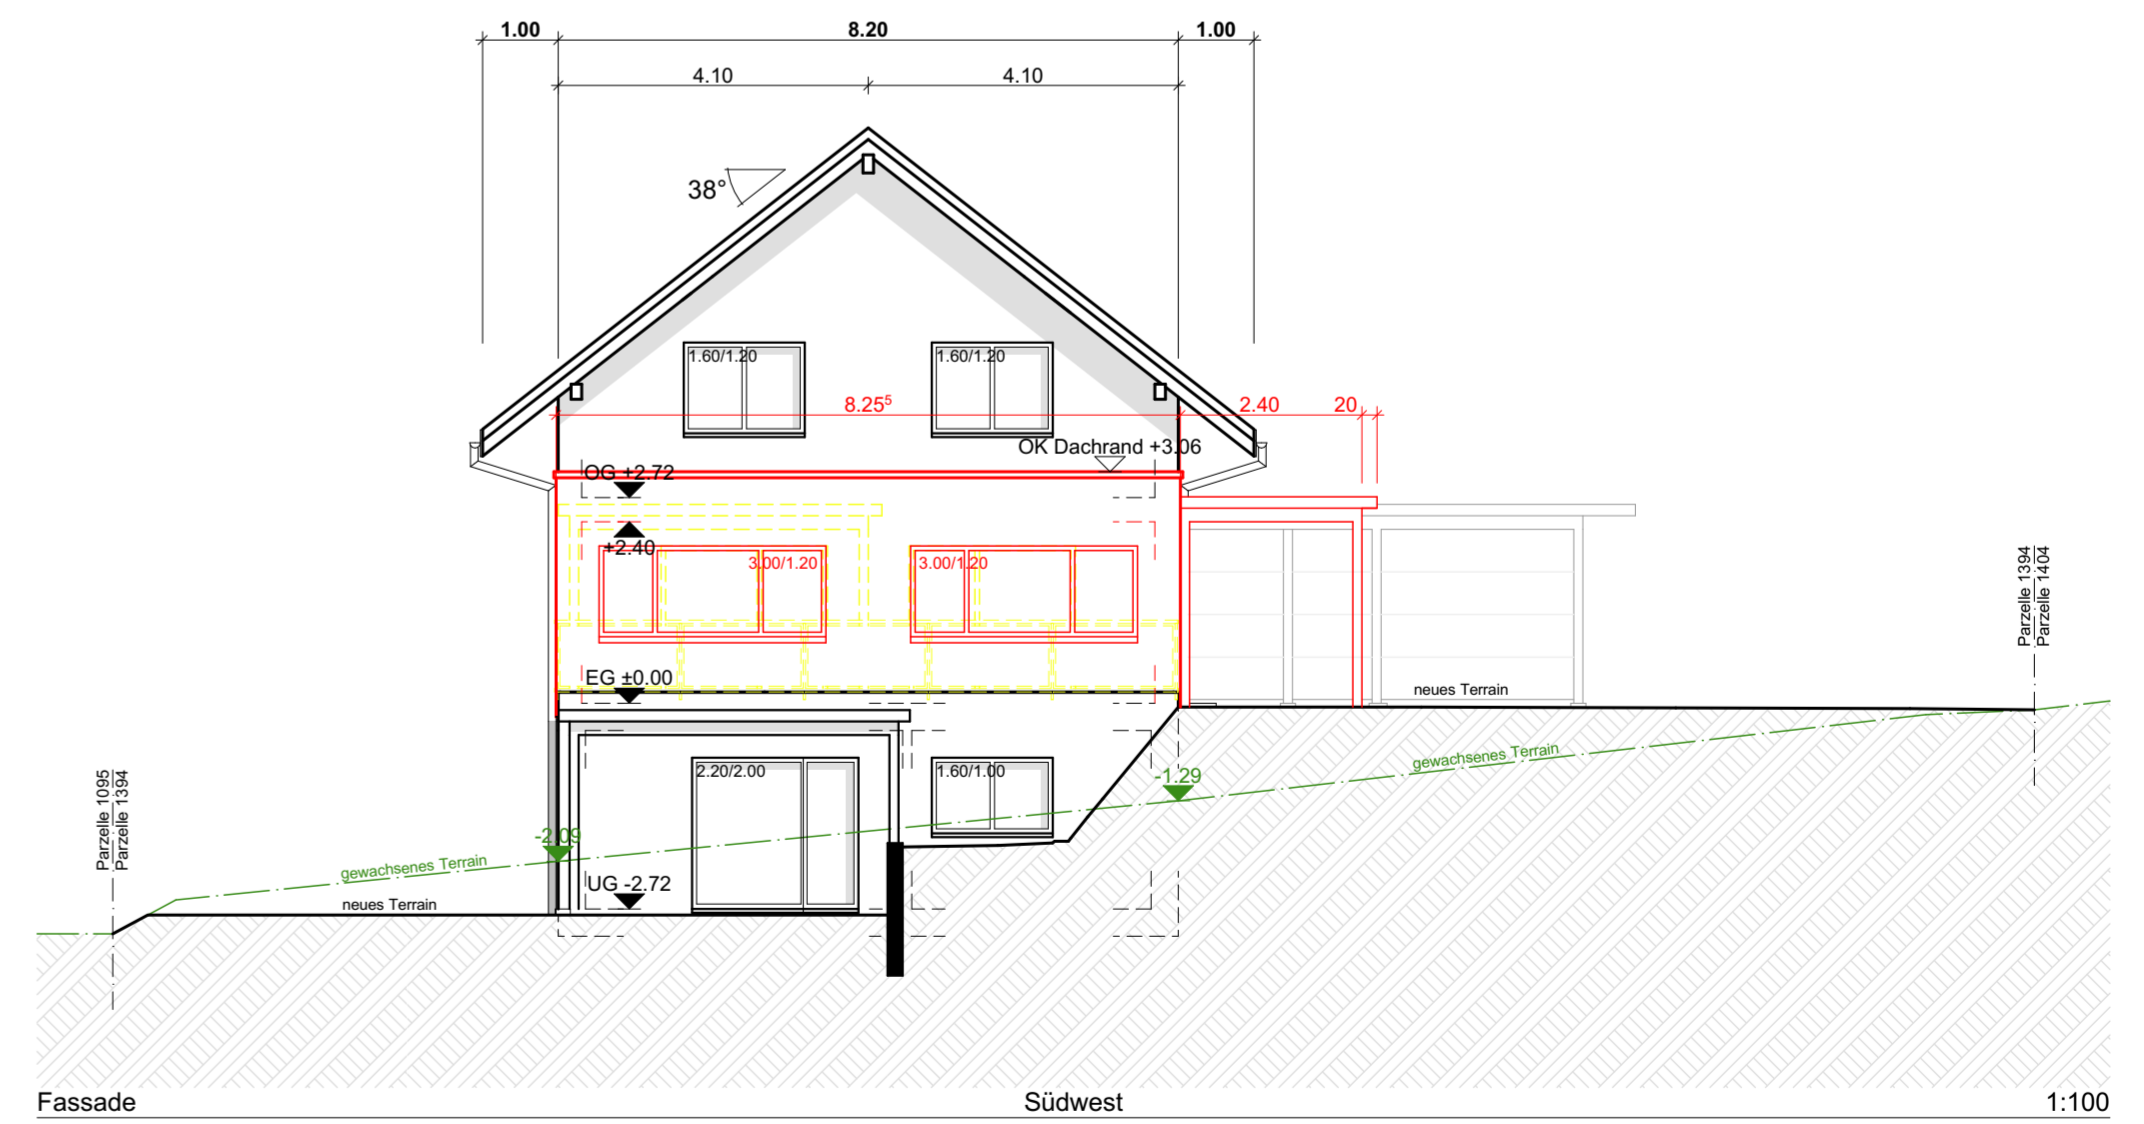 1.00 8.20 1.00
4.10 4.10
38°
1.60/1.20 1.60/1.20
8.25⁵ 2.40 20
OK Dachrand +3.06
OG +2.72
+2.40
3.00/1.20 3.00/1.20
Parzelle 1394
Parzelle 1404
EG ±0.00
neues Terrain
gewachsenes Terrain
2.20/2.00 1.60/1.00
-1.29
Parzelle 1095
Parzelle 1394
-2.09
gewachsenes Terrain
UG -2.72
neues Terrain
Fassade Südwest 1:100